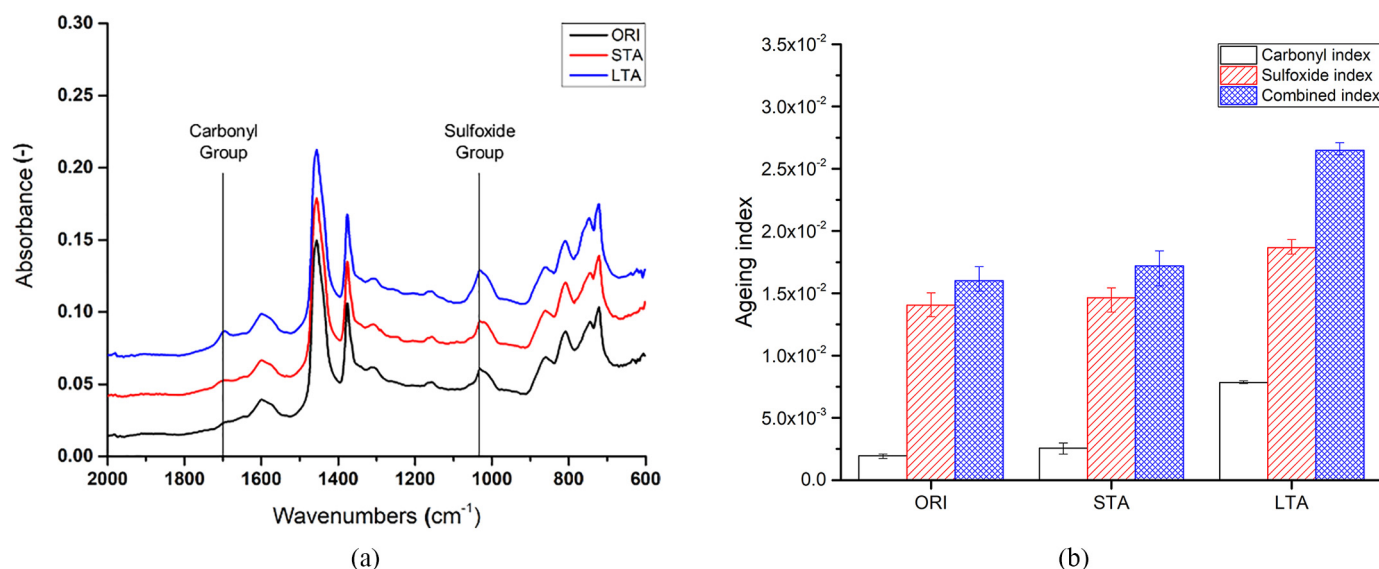 0.30
0.25
0.20
0.15
0.10
0.05
0.00
Absorbance (-)
ORI
STA
LTA
Carbonyl
Group
Sulfoxide
Group
2000 1800 1600 1400 1200 1000 800 600
Wavenumbers (cm⁻¹)
(a)
3.5x10⁻²
3.0x10⁻²
2.5x10⁻²
2.0x10⁻²
1.5x10⁻²
1.0x10⁻²
5.0x10⁻³
0.0
Ageing index
Carbonyl index
Sulfoxide index
Combined index
ORI STA LTA
(b)